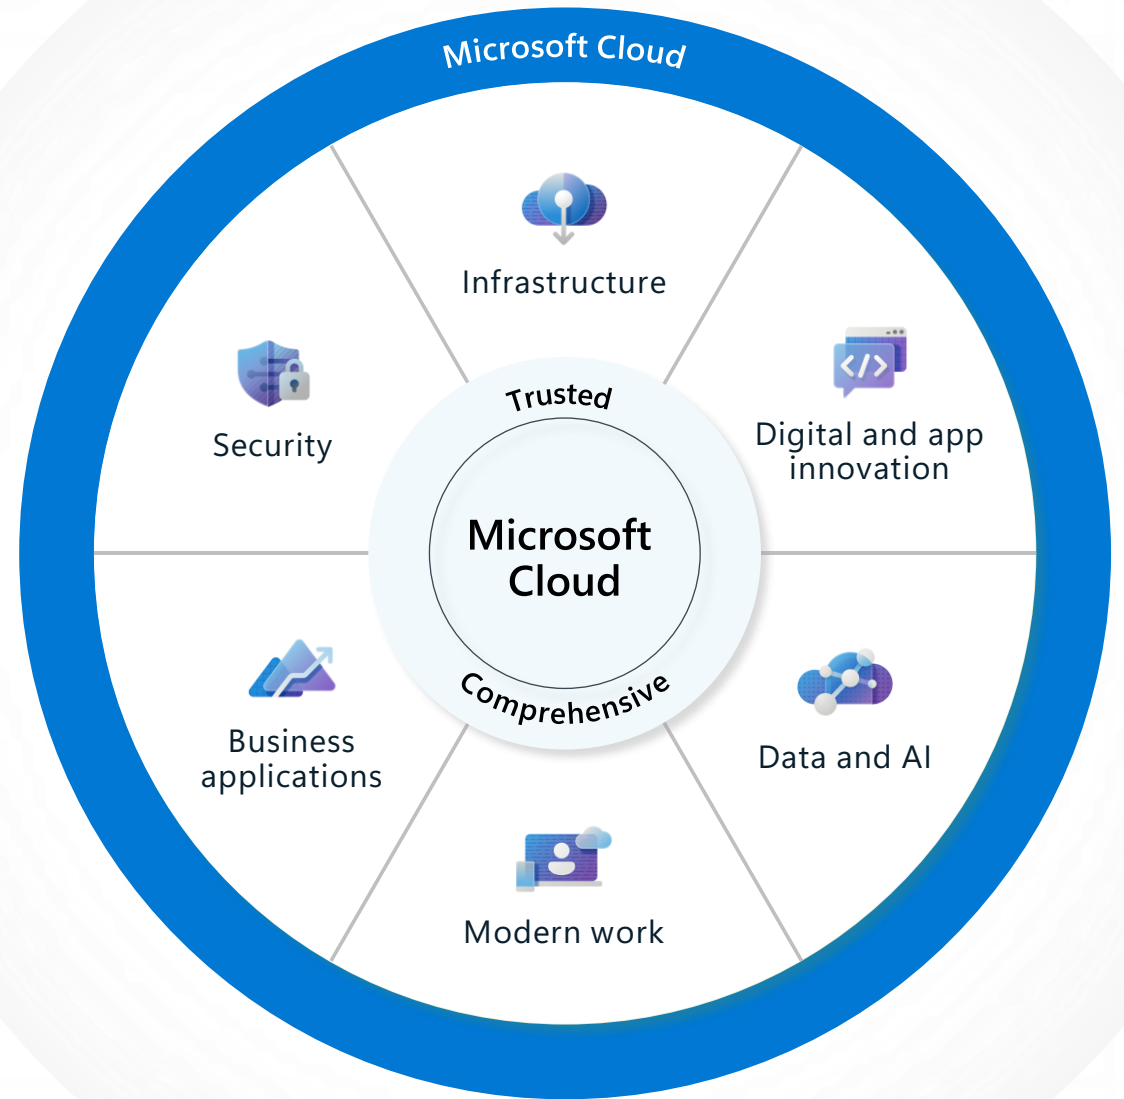 Microsoft Cloud
Infrastructure
Security
Digital and app
innovation
Trusted
Microsoft
Cloud
Comprehensive
Business
applications
Data and AI
Modern work